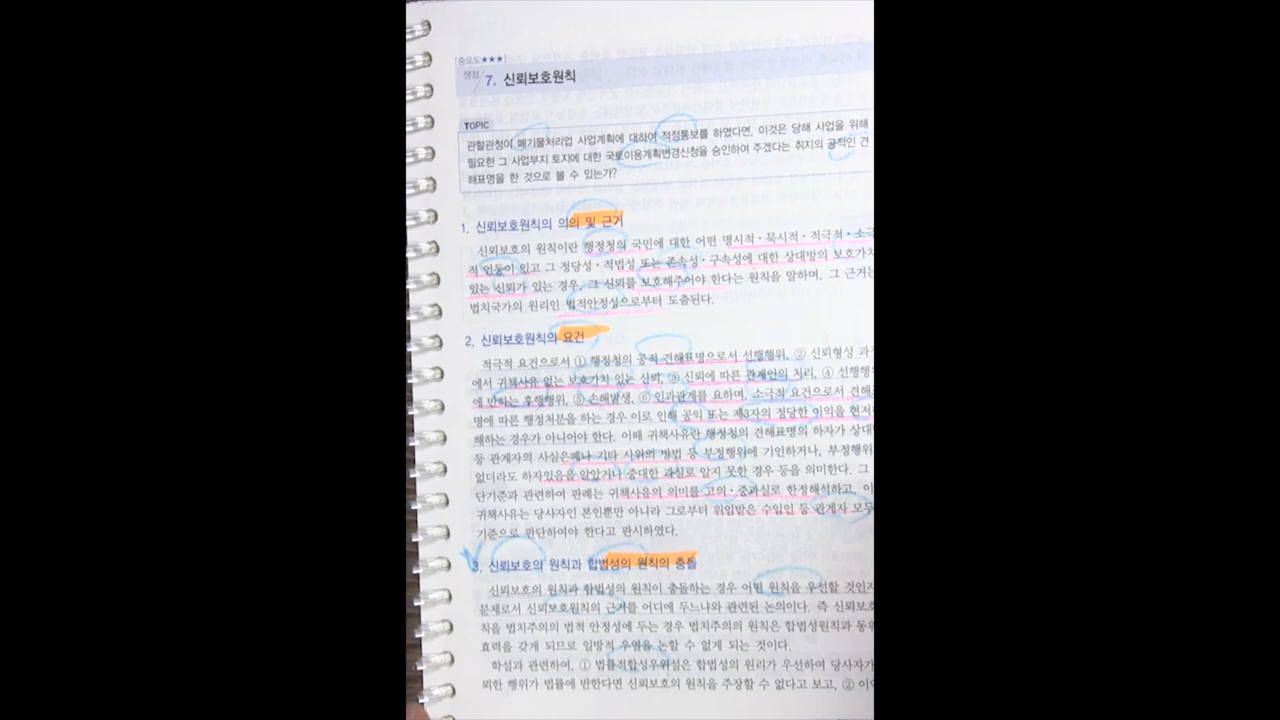 [중요도★★★]
쟁점 7. 신뢰보호원칙
TOPIC
관할관청이 폐기물처리업 사업계획에 대하여 적정통보를 하였다면, 이것은 당해 사업을 위해
필요한 그 사업부지 토지에 대한 국토이용계획변경신청을 승인하여 주겠다는 취지의 공적인 견
해표명을 한 것으로 볼 수 있는가?
1. 신뢰보호원칙의 의의 및 근거
신뢰보호의 원칙이란 행정청의 국민에 대한 어떤 명시적·묵시적·적극적·소극
적 언동이 있고 그 정당성·적법성 또는 존속성·구속성에 대한 상대방의 보호가치
있는 신뢰가 있는 경우, 그 신뢰를 보호해주어야 한다는 원칙을 말하며, 그 근거는
법치국가의 원리인 법적안정성으로부터 도출된다.
2. 신뢰보호원칙의 요건
적극적 요건으로서 ① 행정청의 공적 견해표명으로서 선행행위, ② 신뢰형성 과
에서 귀책사유 없는 보호가치 있는 신뢰, ③ 신뢰에 따른 관계인의 처리, ④ 선행행
에 반하는 후행행위, ⑤ 손해발생, ⑥ 인과관계를 요하며, 소극적 요건으로서 견해
명에 따른 행정처분을 하는 경우 이로 인해 공익 또는 제3자의 정당한 이익을 현저
해하는 경우가 아니어야 한다. 이때 귀책사유란 행정청의 견해표명의 하자가 상대
등 관계자의 사실은폐나 기타 사위의 방법 등 부정행위에 기인하거나, 부정행위
없더라도 하자있음을 알았거나 중대한 과실로 알지 못한 경우 등을 의미한다. 그
단기준과 관련하여 판례는 귀책사유의 의미를 고의·중과실로 한정해석하고, 이
귀책사유는 당사자인 본인뿐만 아니라 그로부터 위임받은 수임인 등 관계자 모두
기준으로 판단하여야 한다고 판시하였다.
3. 신뢰보호의 원칙과 합법성의 원칙의 충돌
신뢰보호의 원칙과 합법성의 원칙이 충돌하는 경우 어떤 원칙을 우선할 것인지
문제로서 신뢰보호원칙의 근거를 어디에 두느냐와 관련된 논의이다. 즉 신뢰보호
칙을 법치주의의 법적 안정성에 두는 경우 법치주의의 원칙은 합법성원칙과 동위
효력을 갖게 되므로 일방적 우열을 논할 수 없게 되는 것이다.
학설과 관련하여, ① 법률적합성우위설은 합법성의 원리가 우선하여 당사자가
뢰한 행위가 법률에 반한다면 신뢰보호의 원칙을 주장할 수 없다고 보고, ② 이익